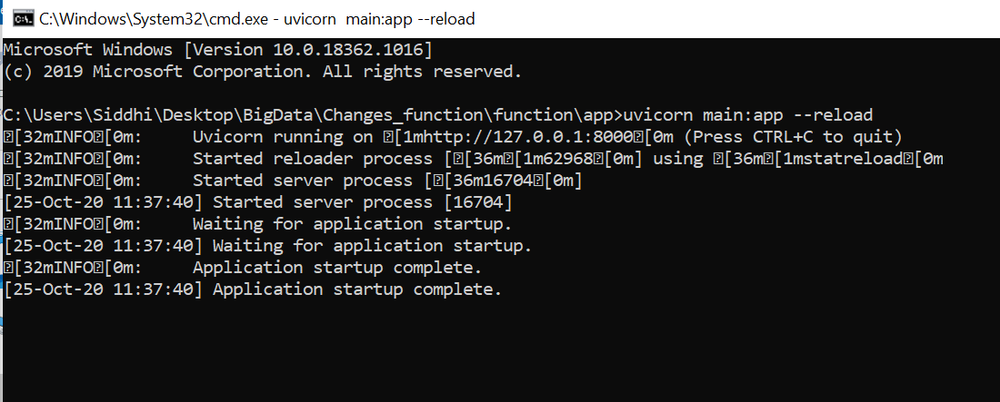 C:\Windows\System32\cmd.exe - uvicorn  main:app --reload
Microsoft Windows [Version 10.0.18362.1016]
(c) 2019 Microsoft Corporation. All rights reserved.
C:\Users\Siddhi\Desktop\BigData\Changes_function\function\app>uvicorn main:app --reload
⍰[32mINFO⍰[0m:     Uvicorn running on ⍰[1mhttp://127.0.0.1:8000⍰[0m (Press CTRL+C to quit)
⍰[32mINFO⍰[0m:     Started reloader process [⍰[36m⍰[1m62968⍰[0m] using ⍰[36m⍰[1mstatreload⍰[0m
⍰[32mINFO⍰[0m:     Started server process [⍰[36m16704⍰[0m]
[25-Oct-20 11:37:40] Started server process [16704]
⍰[32mINFO⍰[0m:     Waiting for application startup.
[25-Oct-20 11:37:40] Waiting for application startup.
⍰[32mINFO⍰[0m:     Application startup complete.
[25-Oct-20 11:37:40] Application startup complete.